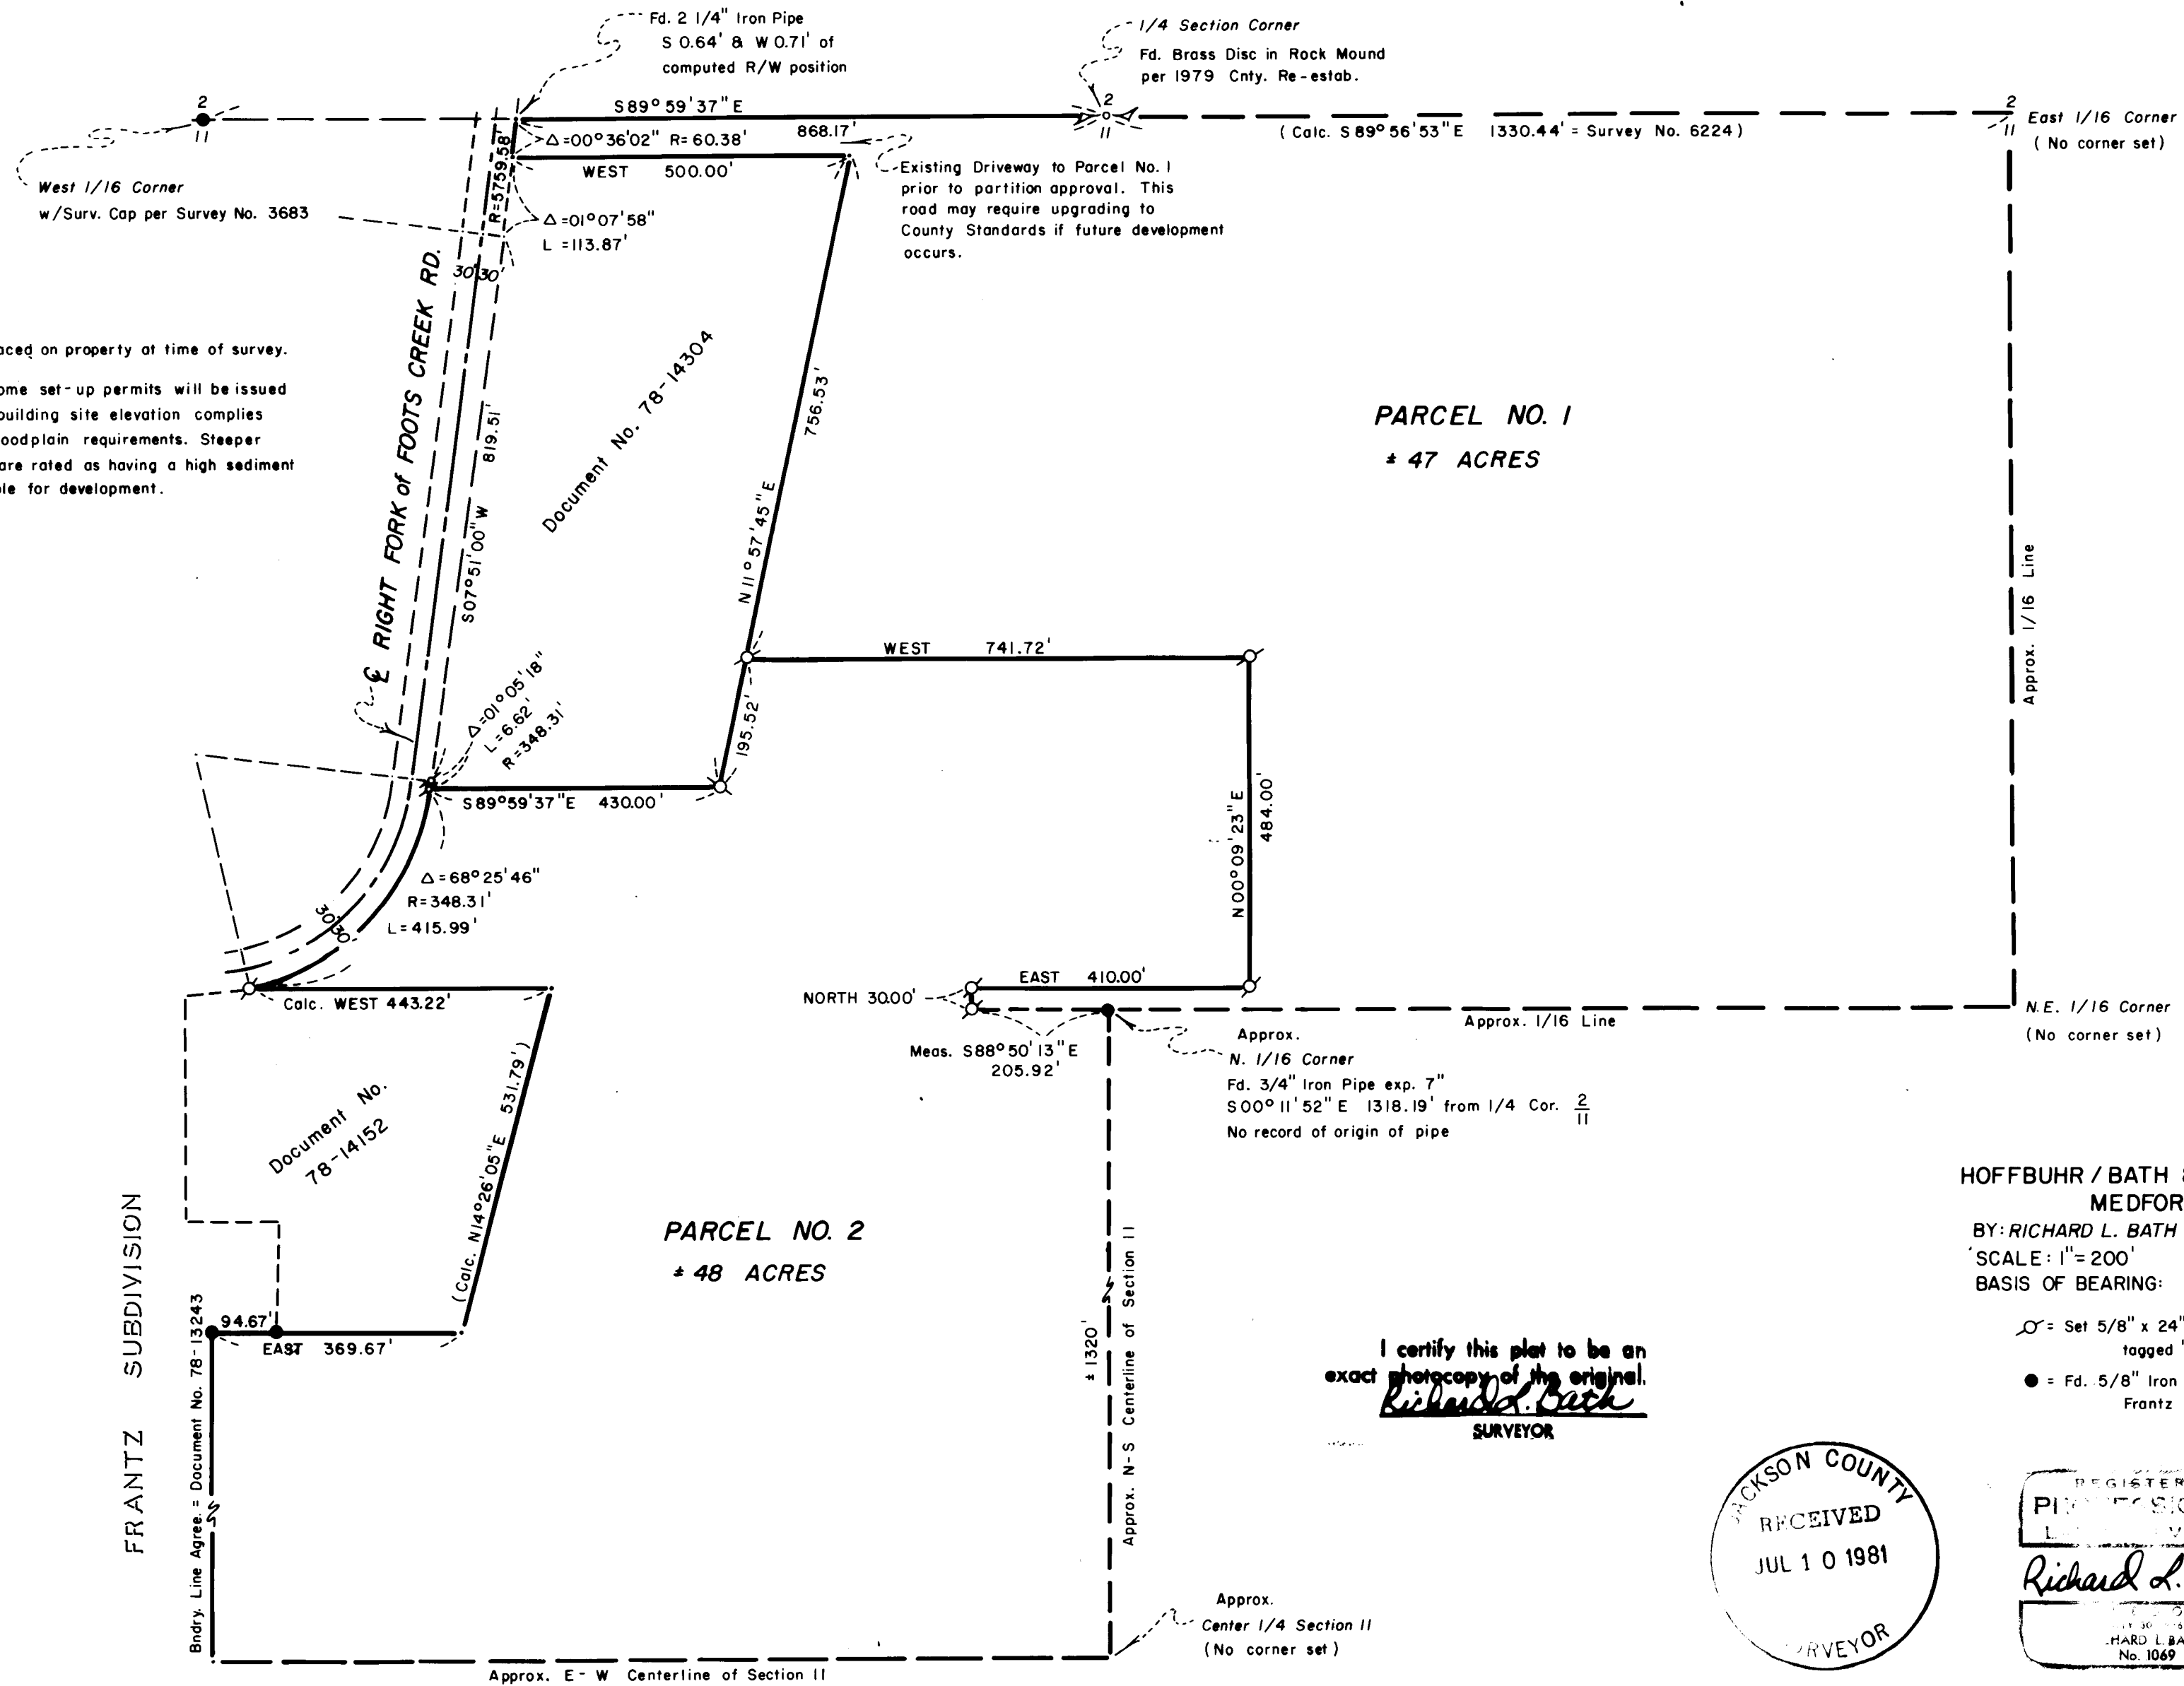 Fd. 2 1/4" Iron Pipe
S 0.64' & W 0.71' of
computed R/W position
1/4 Section Corner
Fd. Brass Disc in Rock Mound
per 1979 Cnty. Re-estab.
2
11
S89°59'37"E
868.17'
2
11
(Calc. S89°56'53"E 1330.44' = Survey No. 6224)
2
11
East 1/16 Corner
(No corner set)
West 1/16 Corner
w/Surv. Cap per Survey No. 3683
R=5759.58'
Δ=00°36'02" R=60.38'
WEST 500.00'
Δ=01°07'58"
L=113.87'
Existing Driveway to Parcel No. 1
prior to partition approval. This
road may require upgrading to
County Standards if future development
occurs.
30' 30'
℄ RIGHT FORK of FOOTS CREEK RD.
aced on property at time of survey.
ome set-up permits will be issued
building site elevation complies
oodplain requirements. Steeper
are rated as having a high sediment
ble for development.
819.51'
S07°51'00"W
Document No. 78-14304
756.53'
N11°57'45"E
PARCEL NO. 1
± 47 ACRES
Approx. 1/16 Line
WEST 741.72'
Δ=01°05'18"
L=6.62'
R=348.31'
195.52'
S89°59'37"E 430.00'
N00°09'23"E
484.00'
Δ=68°25'46"
R=348.31'
L=415.99'
30' 30'
Calc. WEST 443.22'
NORTH 30.00'
EAST 410.00'
Approx. 1/16 Line
N.E. 1/16 Corner
(No corner set)
Meas. S88°50'13"E
205.92'
Approx.
N. 1/16 Corner
Fd. 3/4" Iron Pipe exp. 7"
S00°11'52"E 1318.19' from 1/4 Cor. 2/11
No record of origin of pipe
Document No.
78-14152
(Calc. N14°26'05"E 531.79')
FRANTZ SUBDIVISION
PARCEL NO. 2
± 48 ACRES
94.67'
EAST 369.67'
Bndry. Line Agree. = Document No. 78-13243
± 1320'
Approx. N-S Centerline of Section 11
HOFFBUHR / BATH &
MEDFOR
BY: RICHARD L. BATH
SCALE: 1"=200'
BASIS OF BEARING:
= Set 5/8" x 24"
tagged
= Fd. 5/8" Iron
Frantz
I certify this plat to be an
exact photocopy of the original.
Richard L. Bath
SURVEYOR
JACKSON COUNTY
RECEIVED
JUL 10 1981
SURVEYOR
REGISTER
Richard L.
HARD L. BA
No. 1069
Approx.
Center 1/4 Section 11
(No corner set)
Approx. E-W Centerline of Section 11